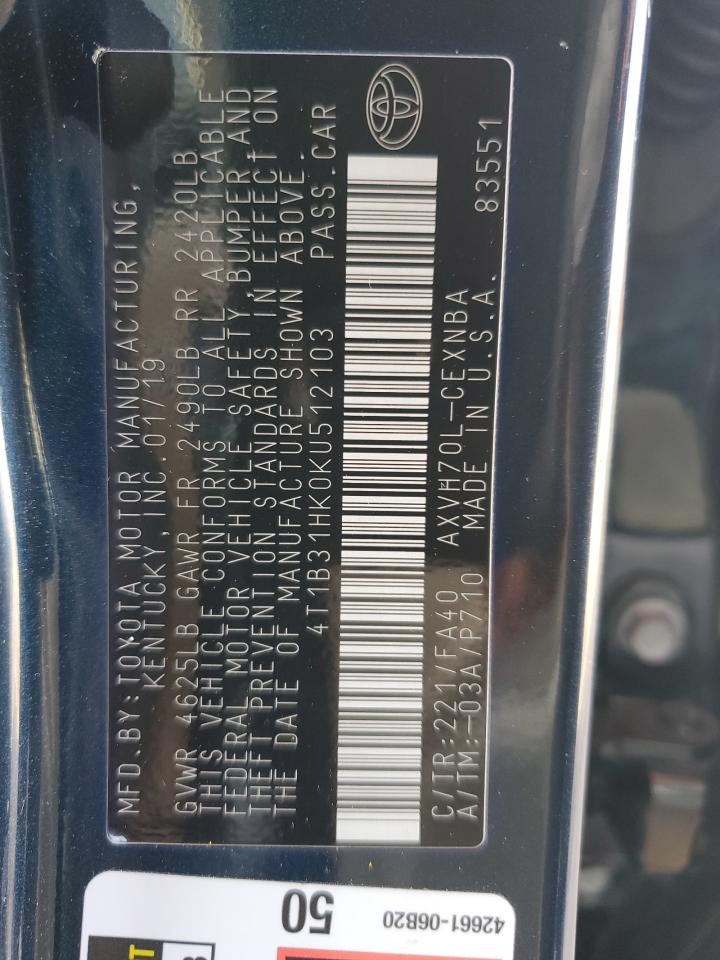 MFD.BY:TOYOTA MOTOR MANUFACTURING,
KENTUCKY, INC.01/19
GVWR 4625LB GAWR FR 2490LB RR 2420LB
THIS VEHICLE CONFORMS TO ALL APPLICABLE
FEDERAL MOTOR VEHICLE SAFETY, BUMPER, AND
THEFT PREVENTION STANDARDS IN EFFECT ON
THE DATE OF MANUFACTURE SHOWN ABOVE.
4T1B31HK0KU512103 PASS.CAR
C/TR:221/FA40 AXVH70L-CEXNBA 83551
A/TM:-03A/P710 MADE IN U.S.A.
50
42661-06B20